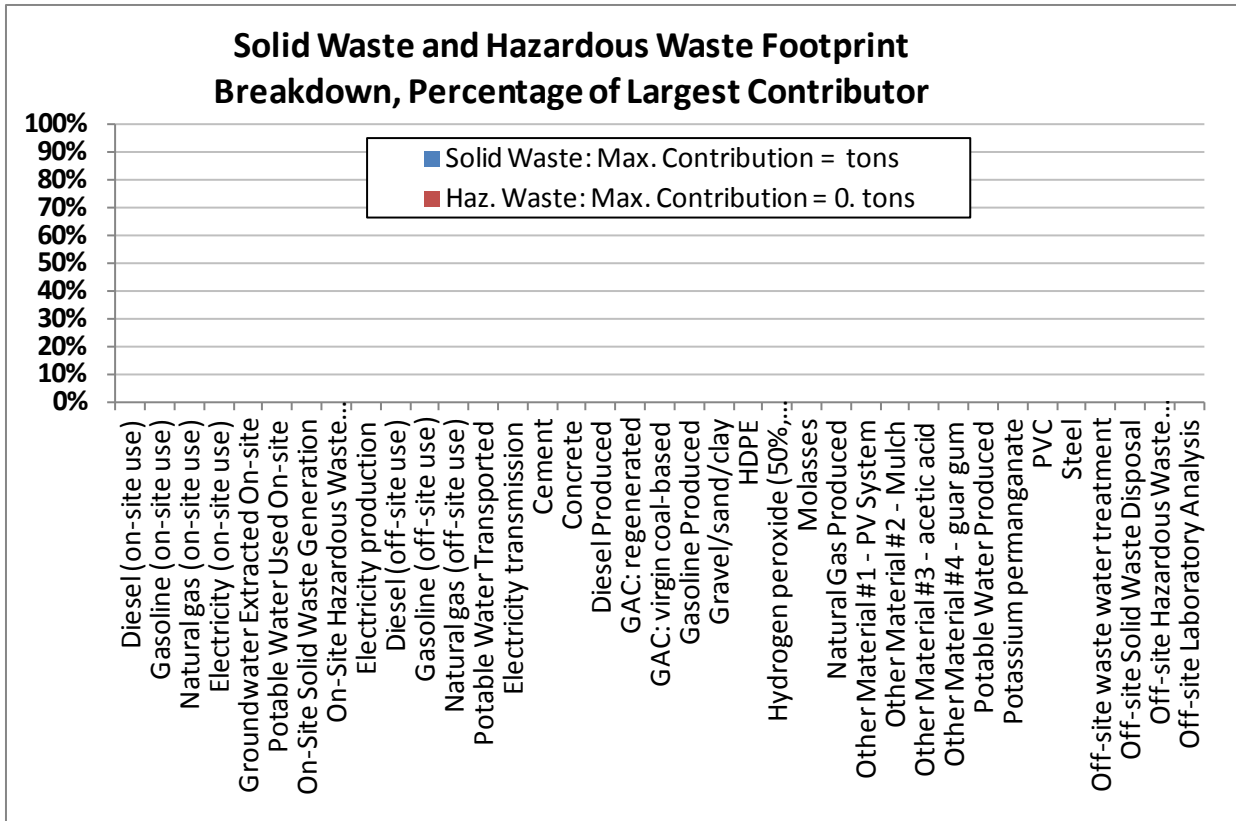 Solid Waste and Hazardous Waste Footprint
Breakdown, Percentage of Largest Contributor
100%
90%
80%
70%
60%
50%
40%
30%
20%
10%
0%
Solid Waste: Max. Contribution =  tons
Haz. Waste: Max. Contribution = 0. tons
Diesel (on-site use)
Gasoline (on-site use)
Natural gas (on-site use)
Electricity (on-site use)
Groundwater Extracted On-site
Potable Water Used On-site
On-Site Solid Waste Generation
On-Site Hazardous Waste…
Electricity production
Diesel (off-site use)
Gasoline (off-site use)
Natural gas (off-site use)
Potable Water Transported
Electricity transmission
Cement
Concrete
Diesel Produced
GAC: regenerated
GAC: virgin coal-based
Gasoline Produced
Gravel/sand/clay
HDPE
Hydrogen peroxide (50%,…
Molasses
Natural Gas Produced
Other Material #1 - PV System
Other Material #2 - Mulch
Other Material #3 - acetic acid
Other Material #4 - guar gum
Potable Water Produced
Potassium permanganate
PVC
Steel
Off-site waste water treatment
Off-site Solid Waste Disposal
Off-site Hazardous Waste…
Off-site Laboratory Analysis